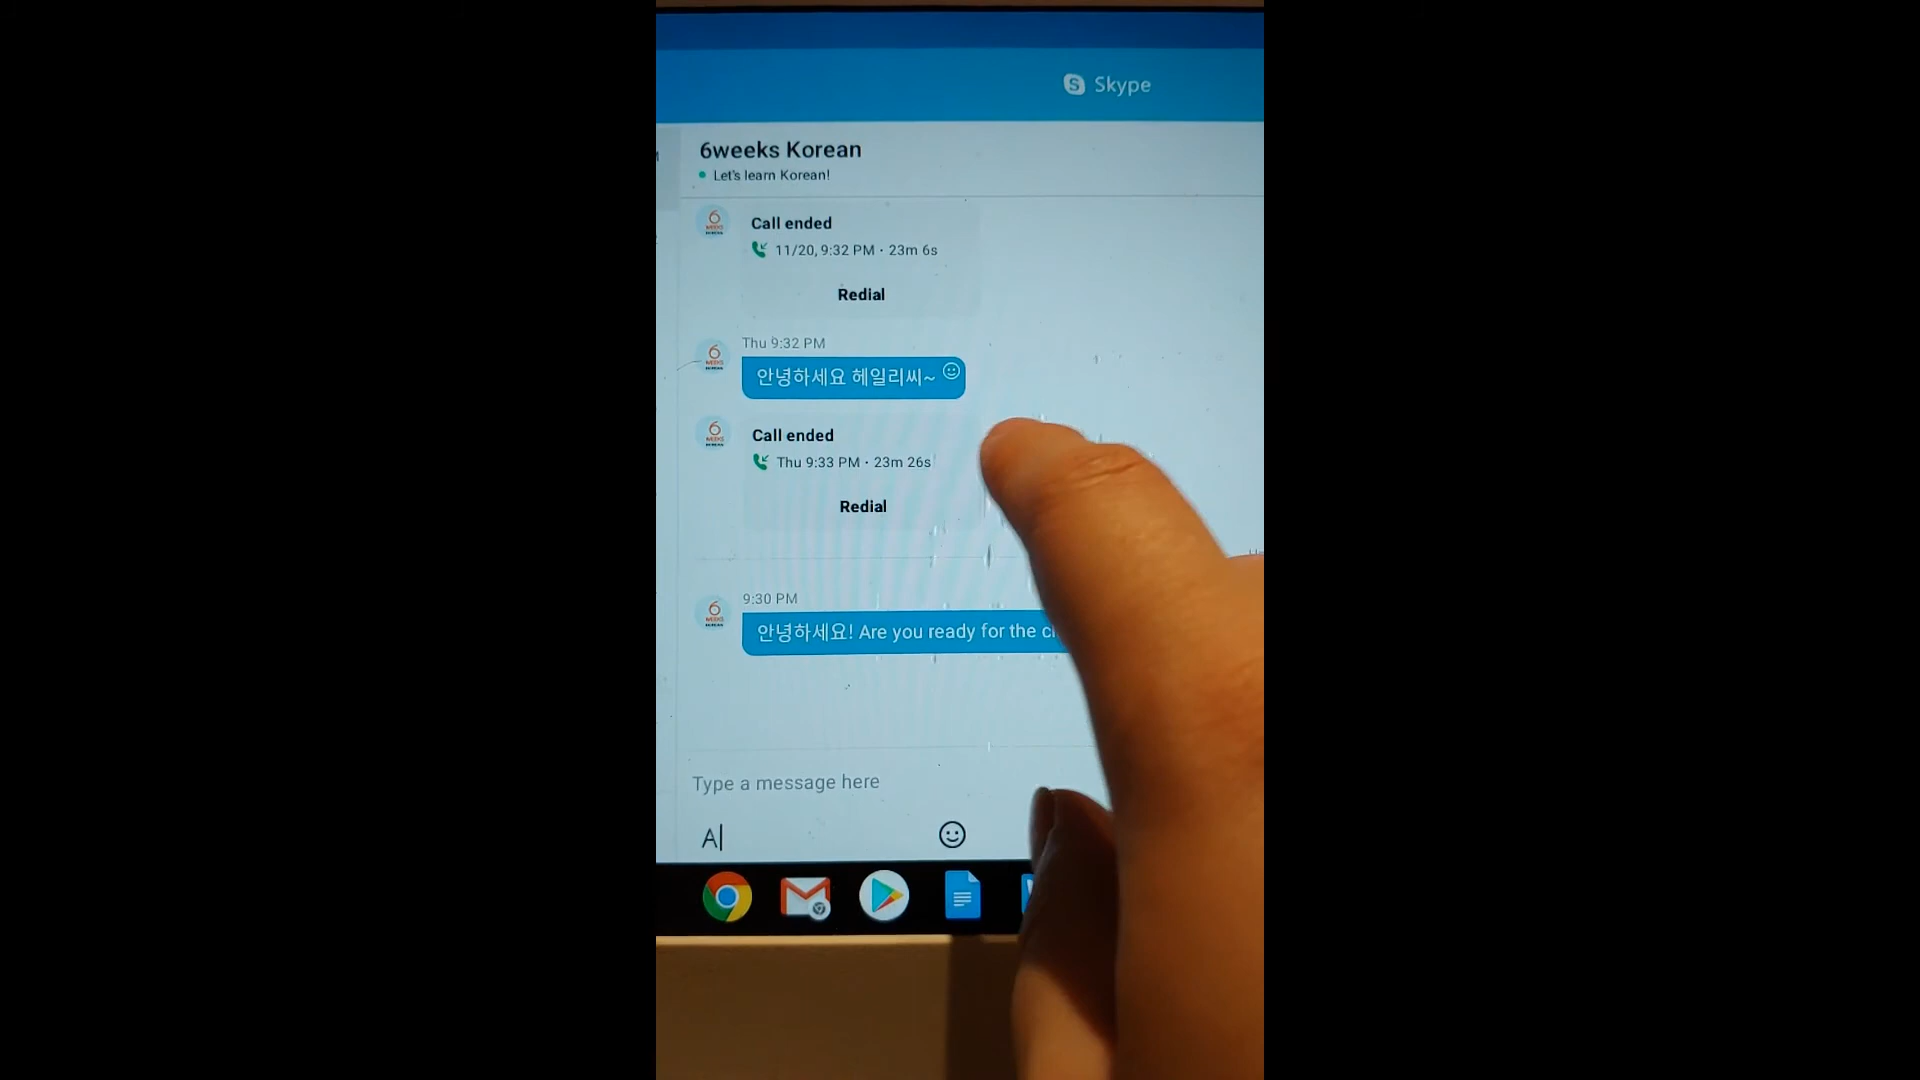 Skype
6weeks Korean
Let's learn Korean!
Call ended
11/20, 9:32 PM · 23m 6s
Redial
Thu 9:32 PM
안녕하세요 헤일리씨~
Call ended
Thu 9:33 PM · 23m 26s
Redial
9:30 PM
안녕하세요! Are you ready for the
Type a message here
A